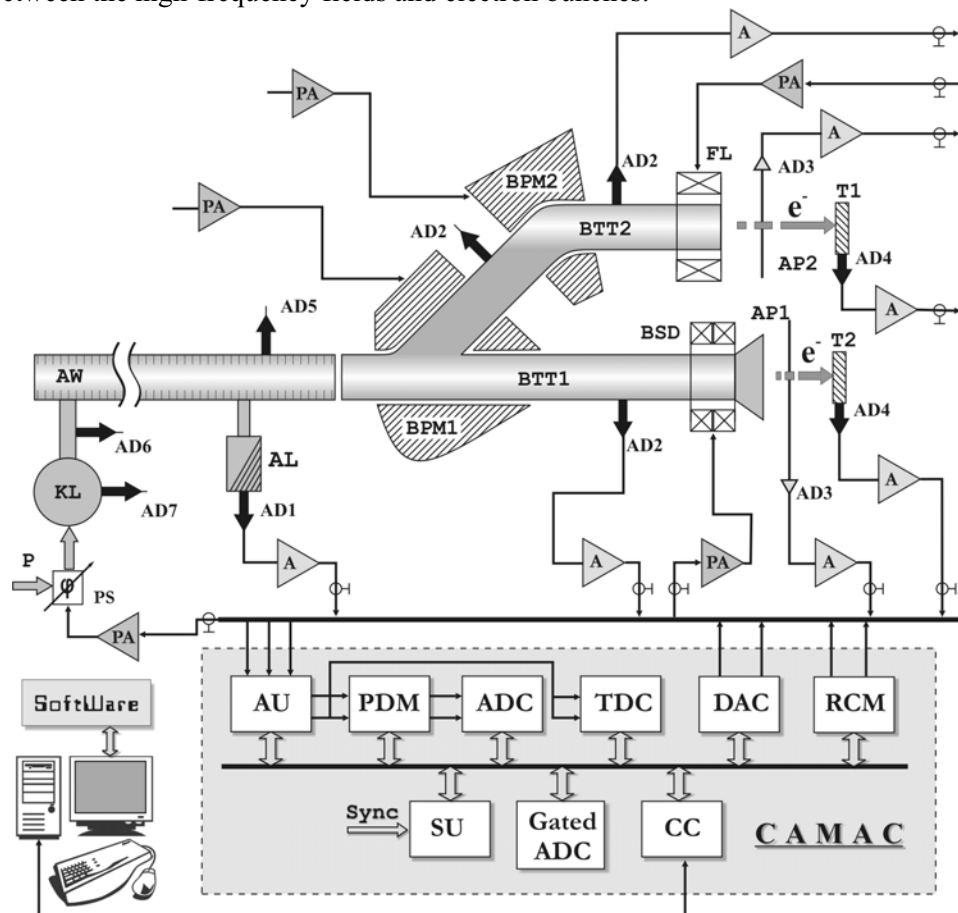 between the high-frequency fields and electron bunches.
A
PA
PA
FL
A
AD3
BPM2
AD2
T1
e-
PA
BTT2
AD2
AP2
AD4
A
AD5
BSD
AP1
T2
e-
AW
BTT1
BPM1
AD4
AD6
AL
AD2
KL
AD7
AD3
A
AD1
P
A
A
PA
A
φ
PS
PA
SoftWare
AU
PDM
ADC
TDC
DAC
RCM
Sync
SU
Gated
ADC
CC
CAMAC